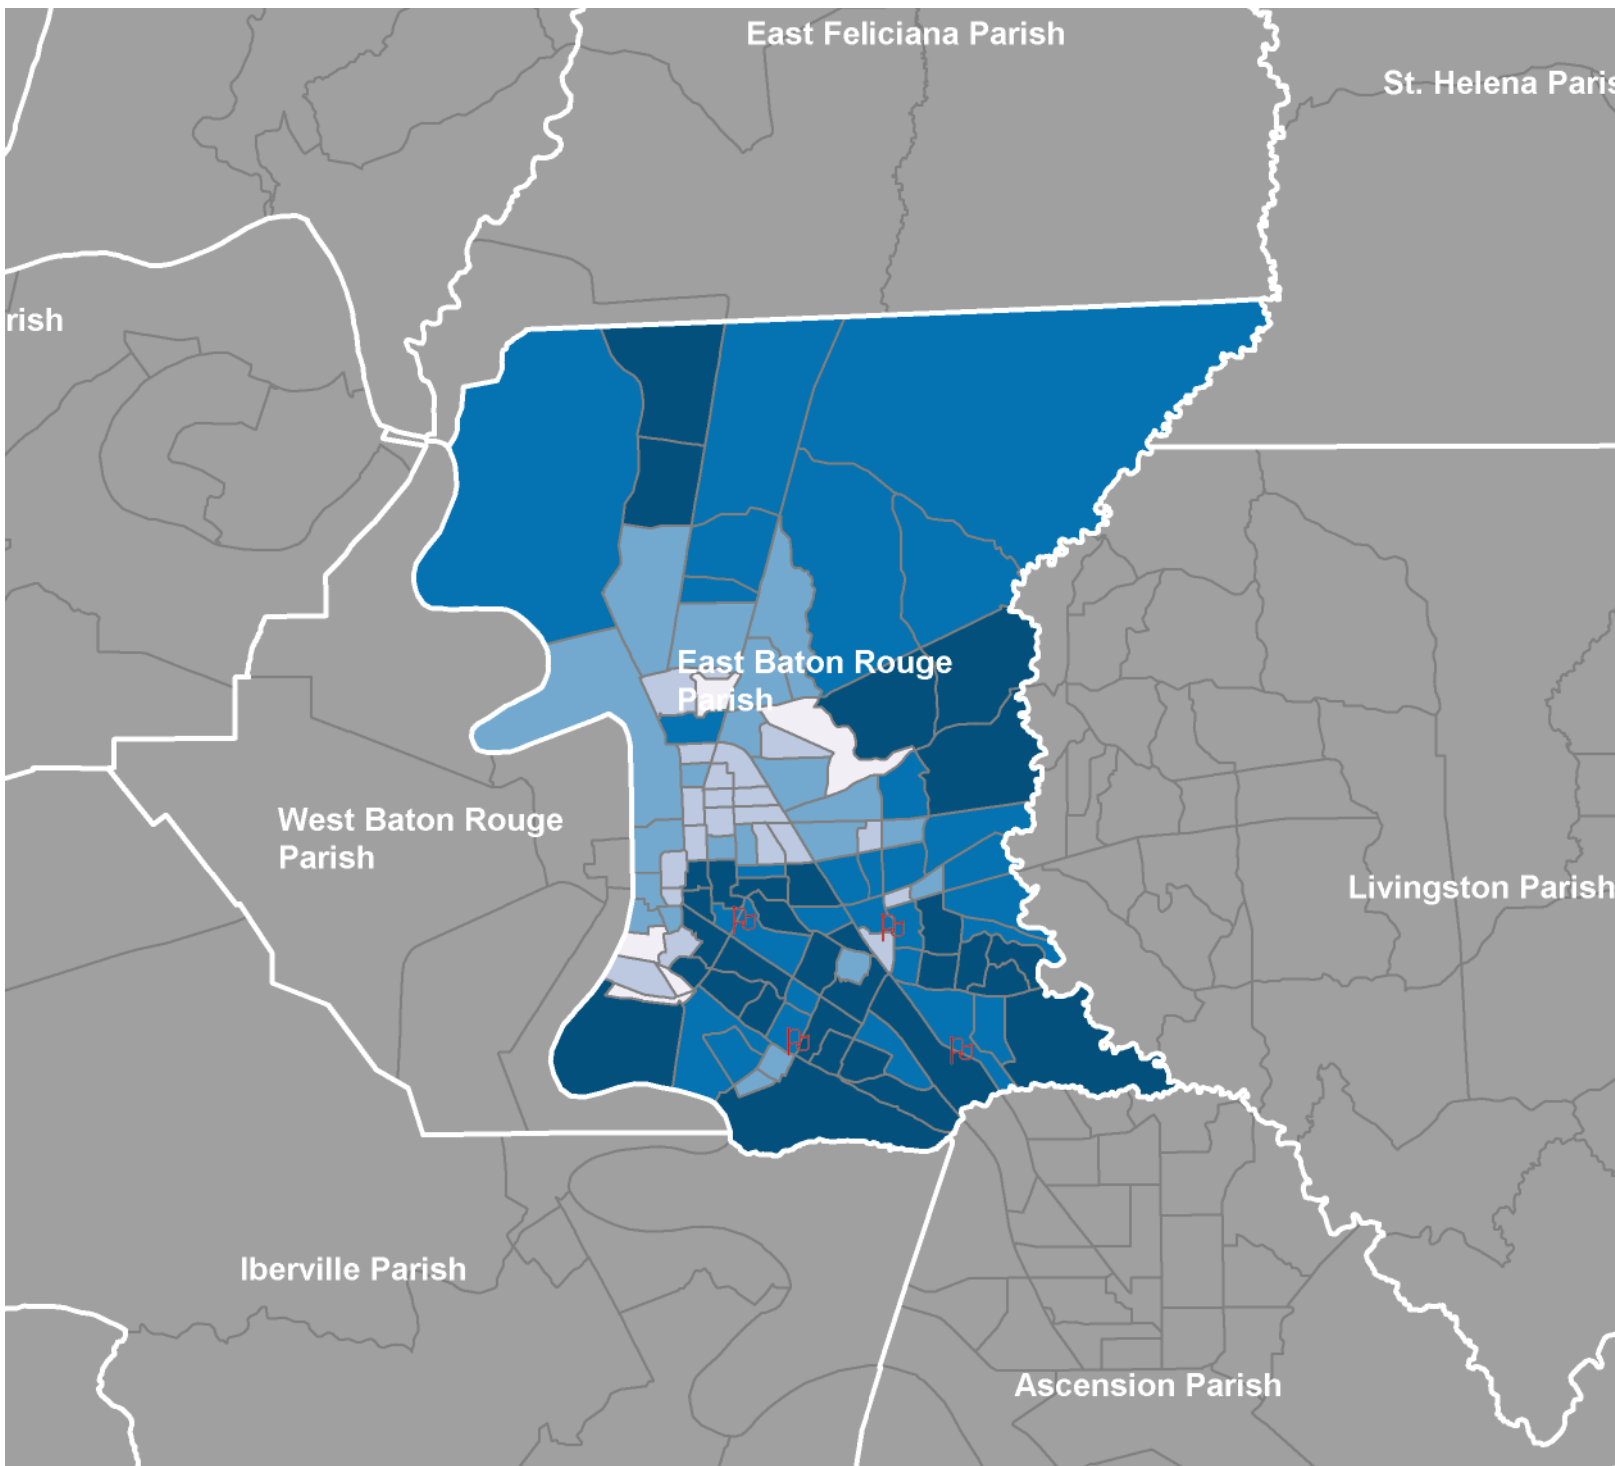 East Feliciana Parish
St. Helena Paris
rish
East Baton Rouge
Parish
West Baton Rouge
Parish
Livingston Parish
Iberville Parish
Ascension Parish